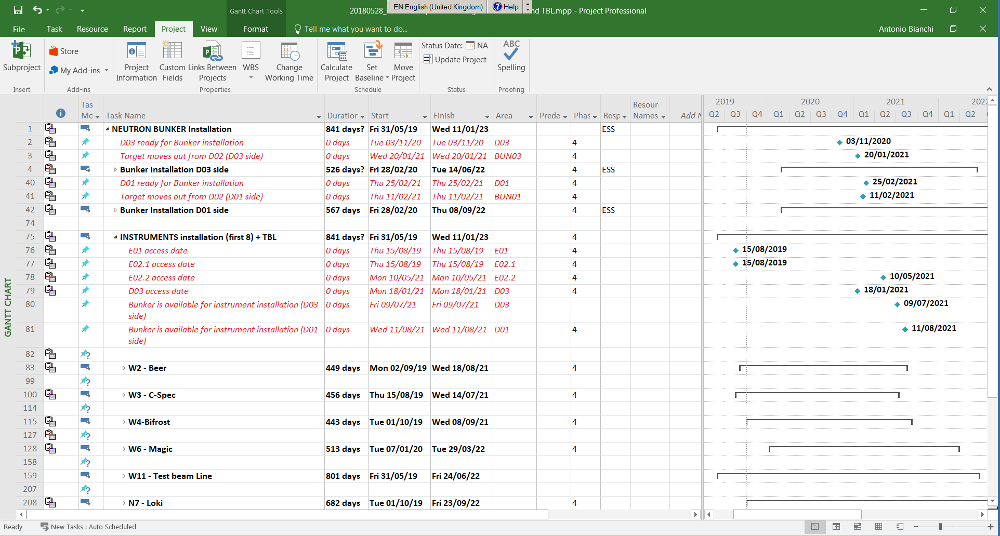 Gantt Chart Tools
20180528_
EN English (United Kingdom)
Help
nd TBL.mpp - Project Professional
File Task Resource Report Project View Format Tell me what you want to do... Antonio Bianchi
Subproject
Insert
Store
My Add-ins
Add-ins
Project Information
Custom Fields
Links Between Projects
WBS
Change Working Time
Properties
Calculate Project
Set Baseline
Move Project
Schedule
Status Date: NA
Update Project
Status
ABC
Spelling
Proofing
Tas Mc Task Name Duration Start Finish Area Prede Phas Resp Resour Names Add N
2019 2020 2021 2022
Q2 Q3 Q4 Q1 Q2 Q3 Q4 Q1 Q2 Q3 Q4 Q1 Q2
GANTT CHART
1 NEUTRON BUNKER Installation 841 days? Fri 31/05/19 Wed 11/01/23 ESS
2 D03 ready for Bunker installation 0 days Tue 03/11/20 Tue 03/11/20 D03 4 03/11/2020
3 Target moves out from D02 (D03 side) 0 days Wed 20/01/21 Wed 20/01/21 BUN03 4 20/01/2021
4 Bunker Installation D03 side 526 days? Fri 28/02/20 Tue 14/06/22 4 ESS
40 D01 ready for Bunker installation 0 days Thu 25/02/21 Thu 25/02/21 D01 4 25/02/2021
41 Target moves out from D02 (D01 side) 0 days Thu 11/02/21 Thu 11/02/21 BUN01 4 11/02/2021
42 Bunker Installation D01 side 567 days Fri 28/02/20 Thu 08/09/22 4 ESS
74
75 INSTRUMENTS installation (first 8) + TBL 841 days? Fri 31/05/19 Wed 11/01/23 4
76 E01 access date 0 days Thu 15/08/19 Thu 15/08/19 E01 4 15/08/2019
77 E02.1 access date 0 days Thu 15/08/19 Thu 15/08/19 E02.1 4 15/08/2019
78 E02.2 access date 0 days Mon 10/05/21 Mon 10/05/21 E02.2 4 10/05/2021
79 D03 access date 0 days Mon 18/01/21 Mon 18/01/21 D03 4 18/01/2021
80 Bunker is available for instrument installation (D03 0 days Fri 09/07/21 Fri 09/07/21 D03 09/07/2021
side)
81 Bunker is available for instrument installation (D01 0 days Wed 11/08/21 Wed 11/08/21 D01 4 11/08/2021
side)
82
83 W2 - Beer 449 days Mon 02/09/19 Wed 18/08/21 4
99
100 W3 - C-Spec 456 days Thu 15/08/19 Wed 14/07/21 4
114
115 W4-Bifrost 443 days Tue 01/10/19 Wed 08/09/21 4
127
128 W6 - Magic 513 days Tue 07/01/20 Tue 29/03/22 4
158
159 W11 - Test beam Line 801 days Fri 31/05/19 Fri 24/06/22
207
208 N7 - Loki 682 days Tue 01/10/19 Fri 23/09/22 4
Ready New Tasks : Auto Scheduled